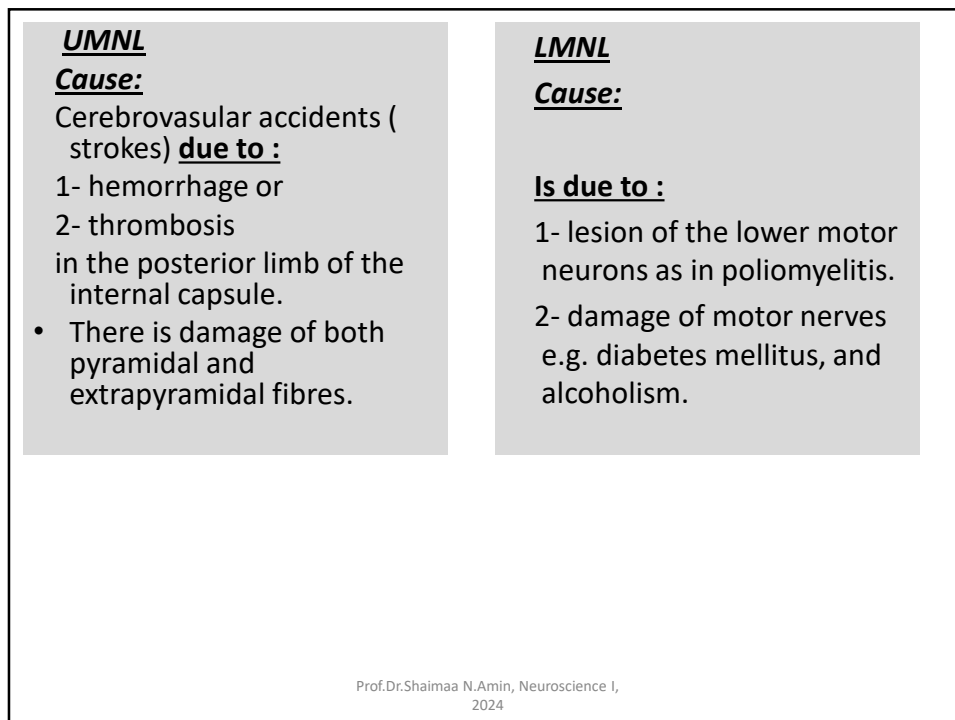 UMNL
Cause:
Cerebrovasular accidents (
strokes) due to :
1- hemorrhage or
2- thrombosis
in the posterior limb of the
internal capsule.
• There is damage of both
pyramidal and
extrapyramidal fibres.
LMNL
Cause:
Is due to :
1- lesion of the lower motor
neurons as in poliomyelitis.
2- damage of motor nerves
e.g. diabetes mellitus, and
alcoholism.
Prof.Dr.Shaimaa N.Amin, Neuroscience I,
2024